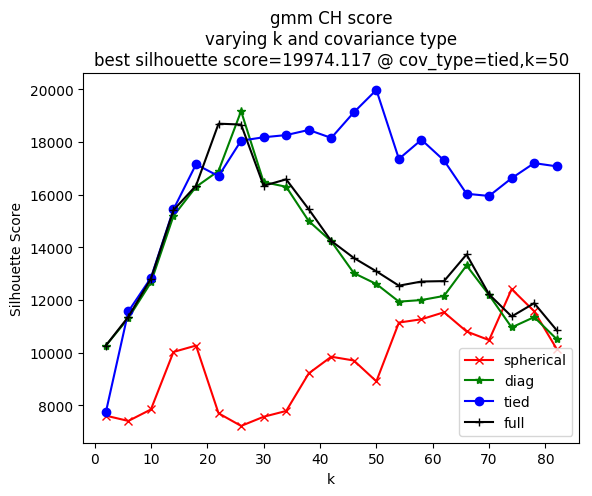 gmm CH score
varying k and covariance type
best silhouette score=19974.117 @ cov_type=tied,k=50
Silhouette Score
20000
18000
16000
14000
12000
10000
8000
0 10 20 30 40 50 60 70 80
k
spherical
diag
tied
full